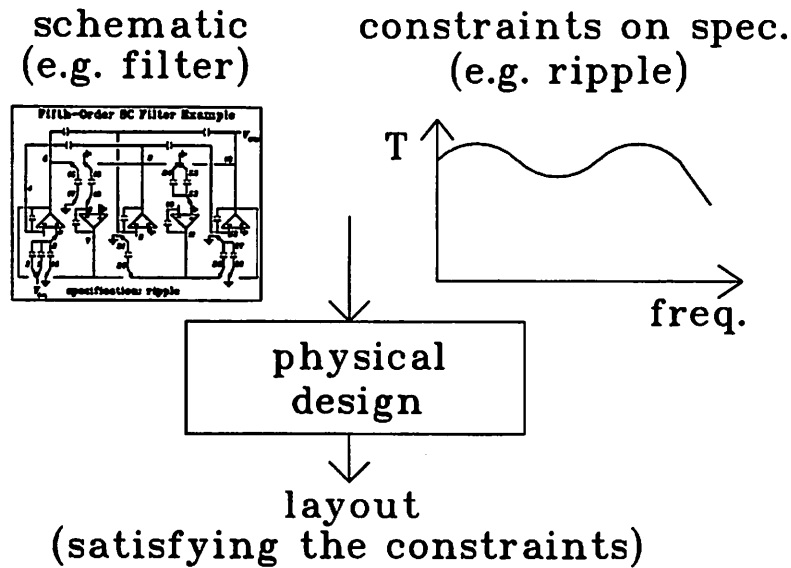 schematic
(e.g. filter)
constraints on spec.
(e.g. ripple)
Fifth-Order SC Filter Example
specification: ripple
T
freq.
physical
design
layout
(satisfying the constraints)